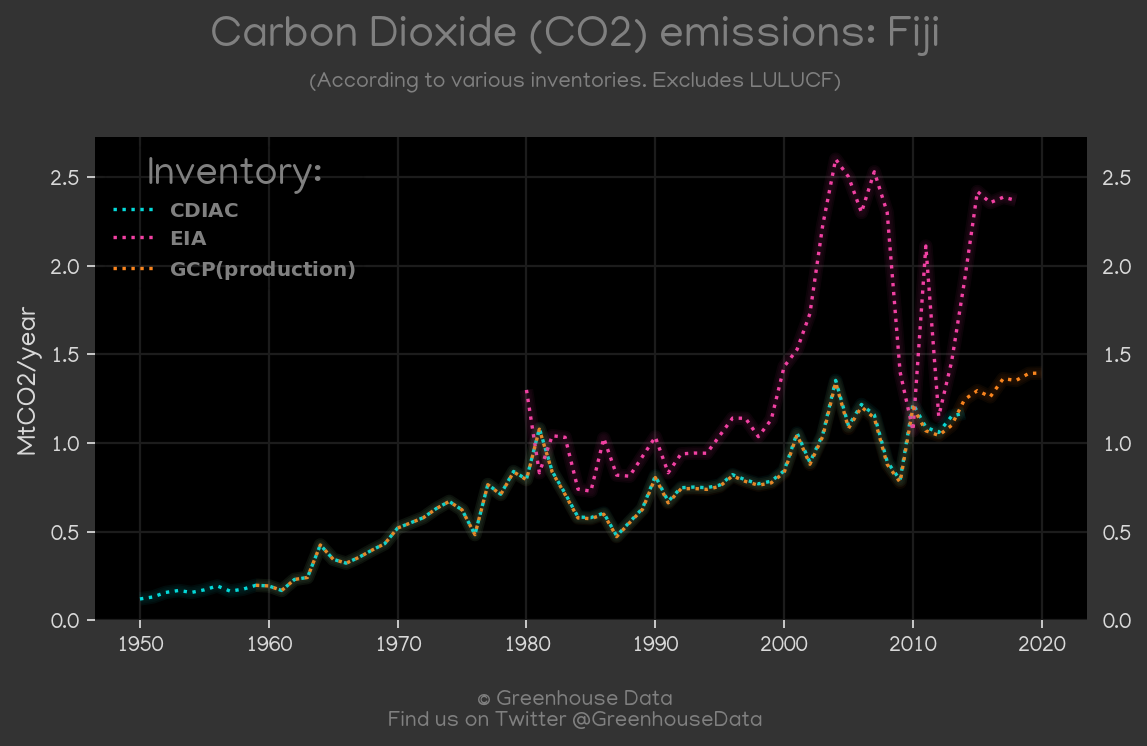 Carbon Dioxide (CO2) emissions: Fiji
(According to various inventories. Excludes LULUCF)
Inventory:
CDIAC
EIA
GCP(production)
MtCO2/year
2.5
2.0
1.5
1.0
0.5
0.0
2.5
2.0
1.5
1.0
0.5
0.0
1950 1960 1970 1980 1990 2000 2010 2020
© Greenhouse Data
Find us on Twitter @GreenhouseData